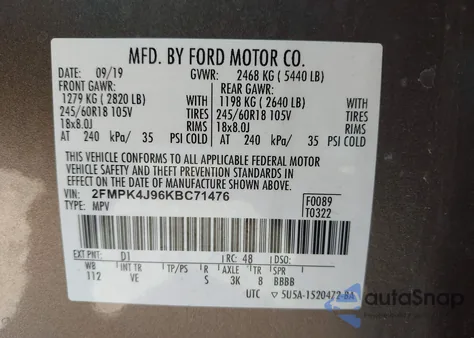 MFD. BY FORD MOTOR CO.
DATE: 09/19 GVWR: 2468 KG ( 5440 LB)
FRONT GAWR: REAR GAWR:
1279 KG ( 2820 LB) WITH 1198 KG ( 2640 LB) WITH
245/60R18 105V TIRES 245/60R18 105V TIRES
18x8.0J RIMS 18x8.0J RIMS
AT 240 kPa/ 35 PSI COLD AT 240 kPa/ 35 PSI COLD
THIS VEHICLE CONFORMS TO ALL APPLICABLE FEDERAL MOTOR
VEHICLE SAFETY AND THEFT PREVENTION STANDARDS IN
EFFECT ON THE DATE OF MANUFACTURE SHOWN ABOVE.
VIN: 2FMPK4J96KBC71476 F0089
TYPE: MPV T0322
EXT PNT: D1 RC: 48 DSO:
WB INT TR TP/PS R AXLE TR SPR
112 VE S 3K B BBBB
UTC 5U5A-1520472-BA
autoSnap